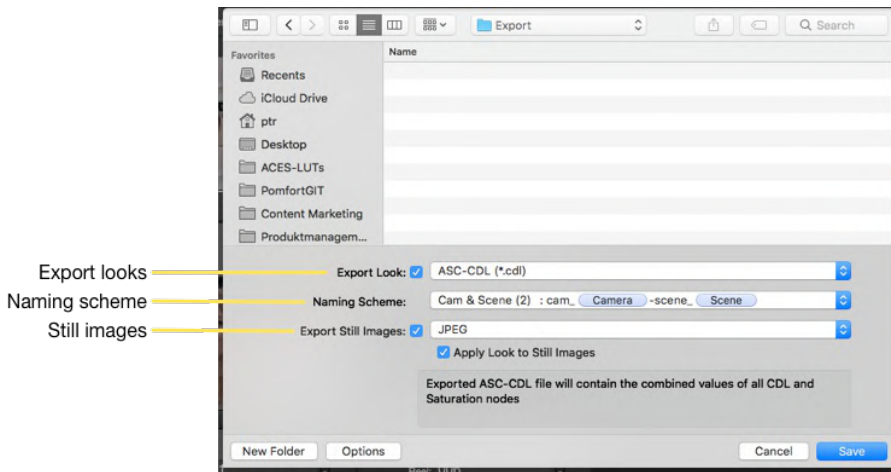 Export
Search
Favorites
Name
Recents
iCloud Drive
ptr
Desktop
ACES-LUTs
PomfortGIT
Content Marketing
Produktmanagem...
Export looks
Export Look:
ASC-CDL (*.cdl)
Naming scheme
Naming Scheme:
Cam & Scene (2) : cam_ Camera -scene_ Scene
Still images
Export Still Images:
JPEG
Apply Look to Still Images
Exported ASC-CDL file will contain the combined values of all CDL and
Saturation nodes
New Folder
Options
Cancel
Save